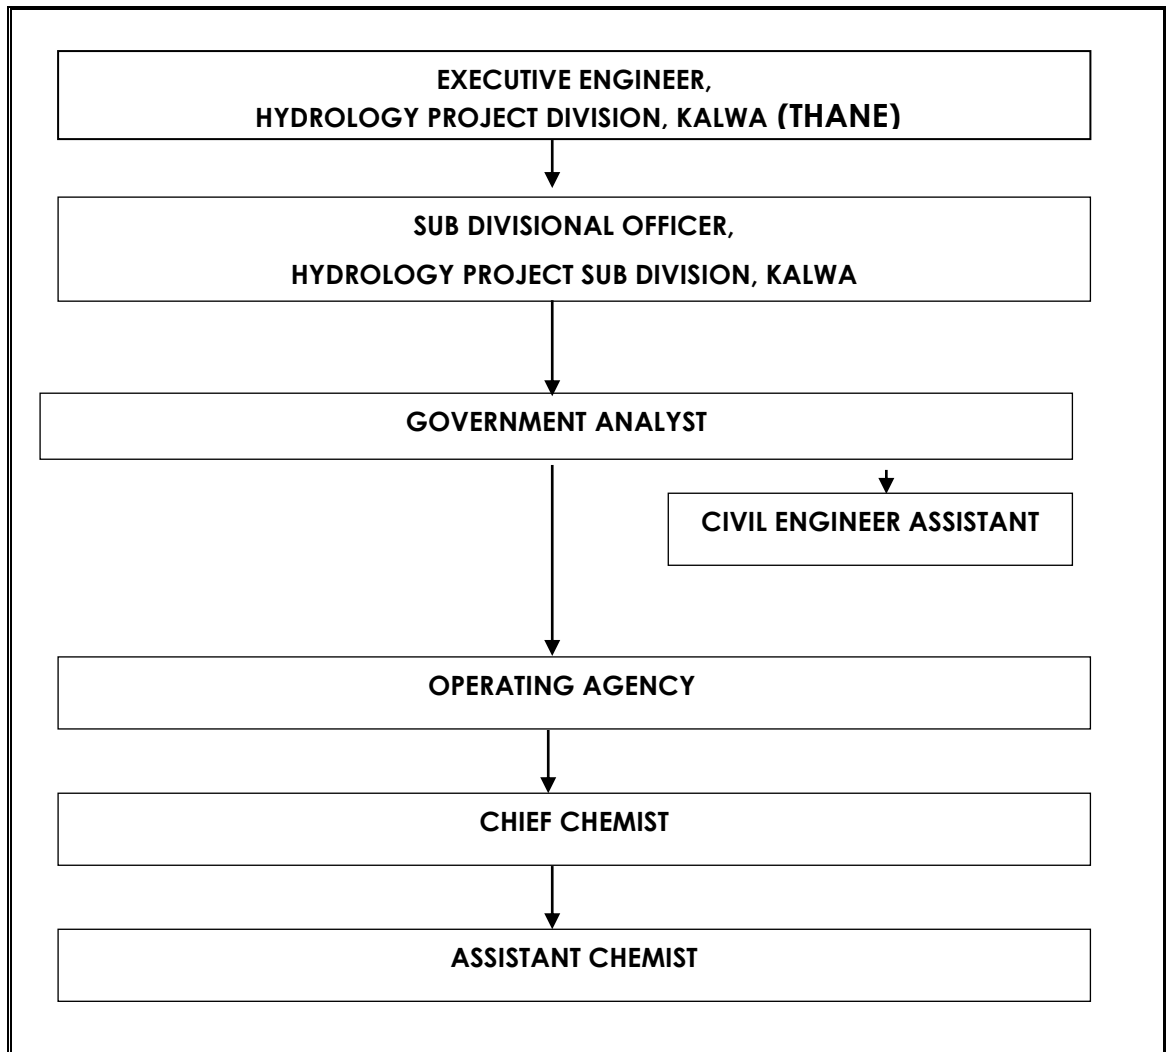 EXECUTIVE ENGINEER,
HYDROLOGY PROJECT DIVISION, KALWA (THANE)
SUB DIVISIONAL OFFICER,
HYDROLOGY PROJECT SUB DIVISION, KALWA
GOVERNMENT ANALYST
CIVIL ENGINEER ASSISTANT
OPERATING AGENCY
CHIEF CHEMIST
ASSISTANT CHEMIST